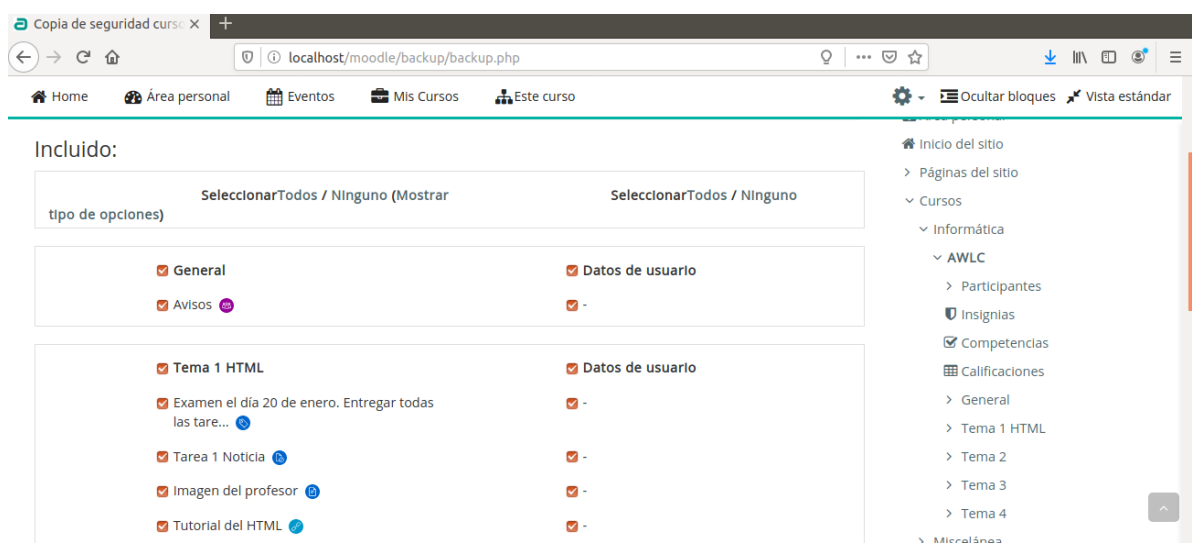 Copia de seguridad curso
localhost/moodle/backup/backup.php
Home Área personal Eventos Mis Cursos Este curso Ocultar bloques Vista estándar
Incluido:
SeleccionarTodos / Ninguno (Mostrar
tipo de opciones)
SeleccionarTodos / Ninguno
General Datos de usuario
Avisos -
Tema 1 HTML Datos de usuario
Examen el día 20 de enero. Entregar todas
las tare... -
Tarea 1 Noticia -
Imagen del profesor -
Tutorial del HTML -
Área personal
Inicio del sitio
Páginas del sitio
Cursos
Informática
AWLC
Participantes
Insignias
Competencias
Calificaciones
General
Tema 1 HTML
Tema 2
Tema 3
Tema 4
Miscelánea